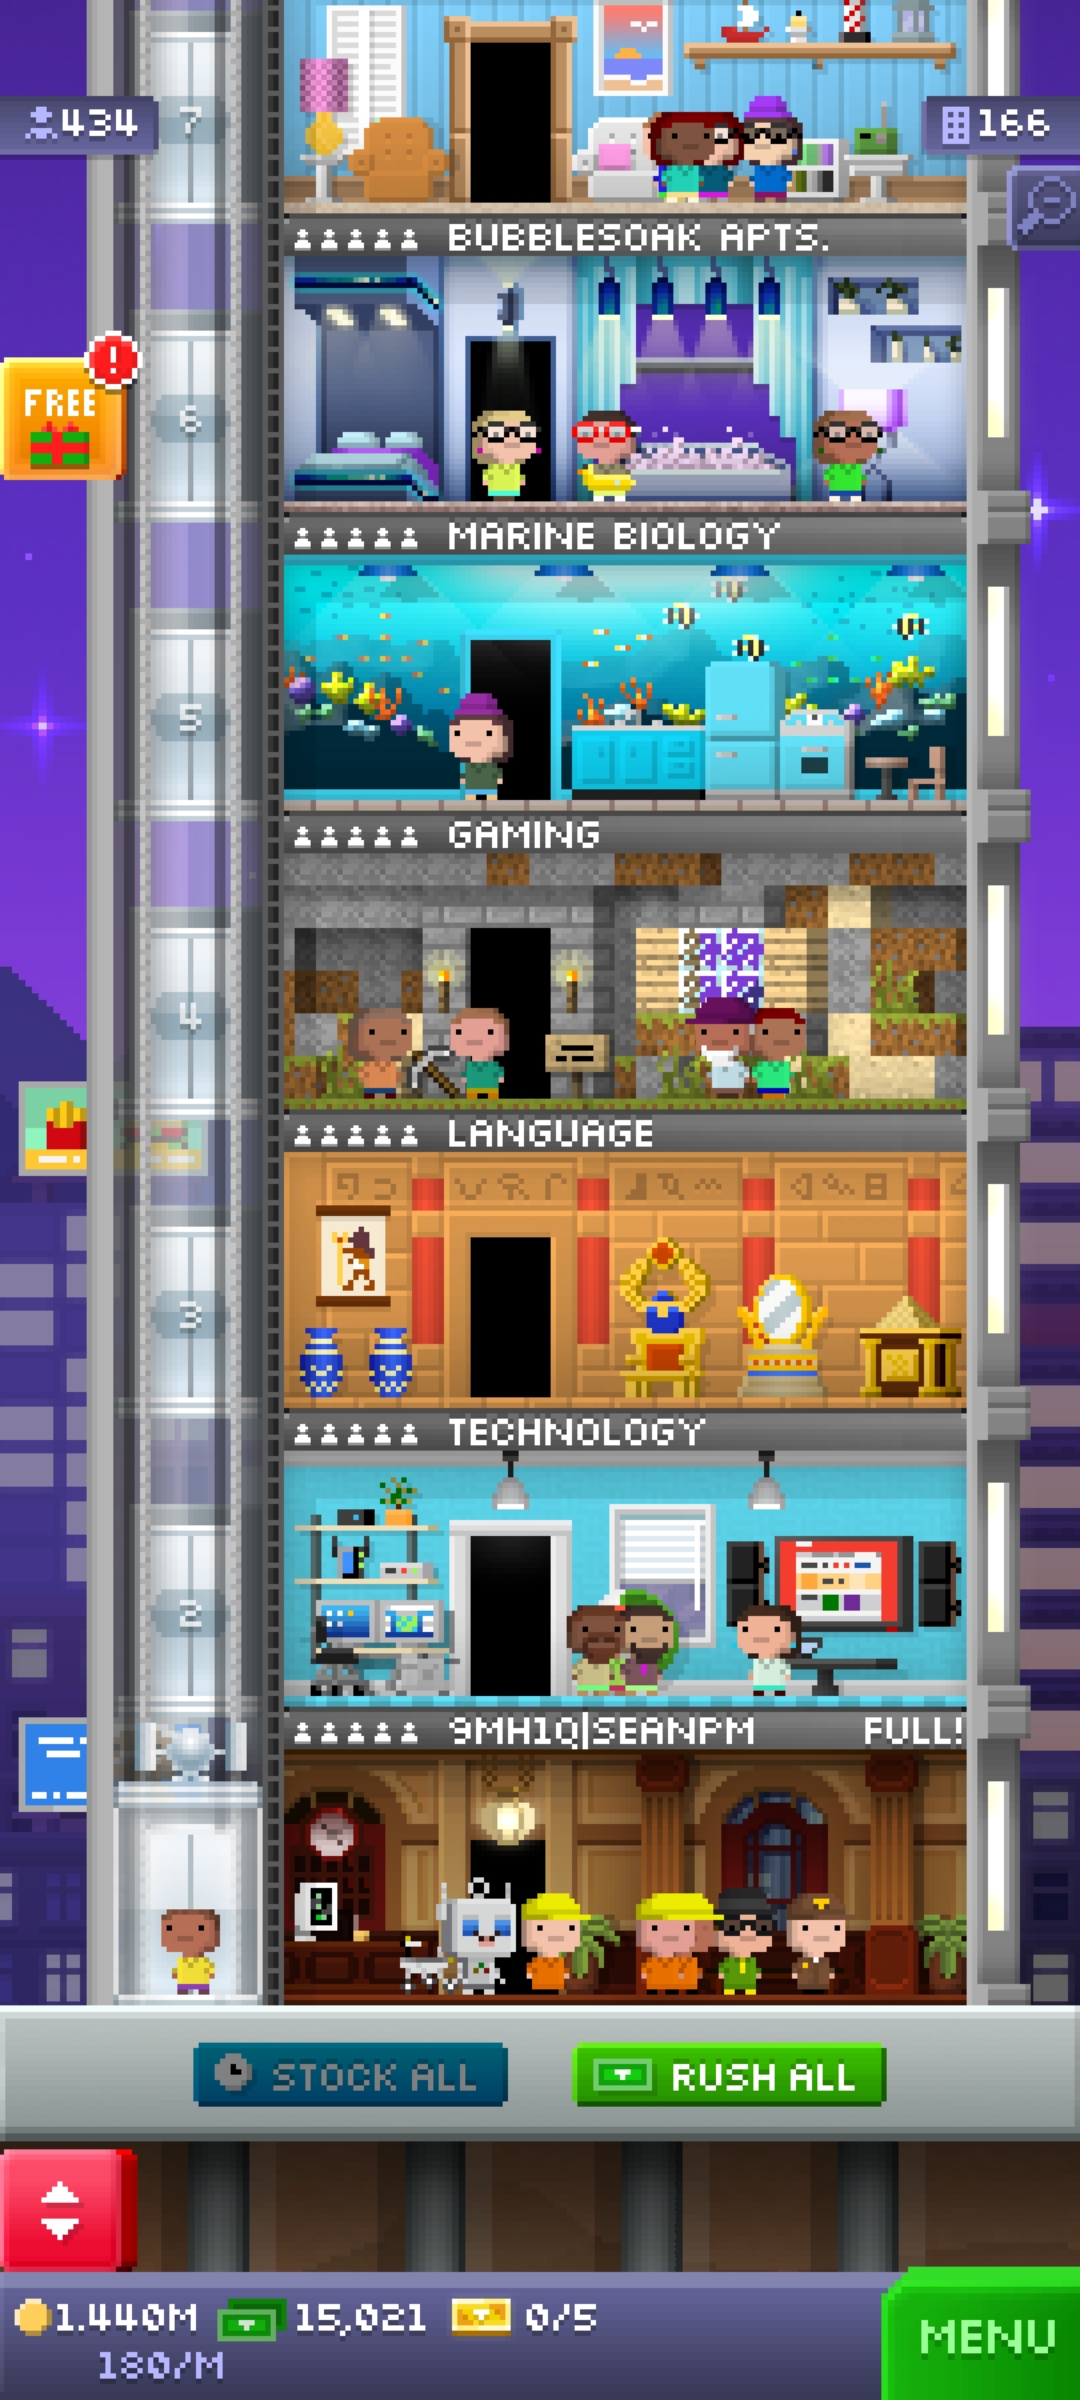 7
434
166
BUBBLESOAK APTS.
FREE
!
6
MARINE BIOLOGY
5
GAMING
4
LANGUAGE
3
TECHNOLOGY
2
9MH1Q|SEANPM FULL!
STOCK ALL
RUSH ALL
1.440M 15,021 0/5
180/M
MENU